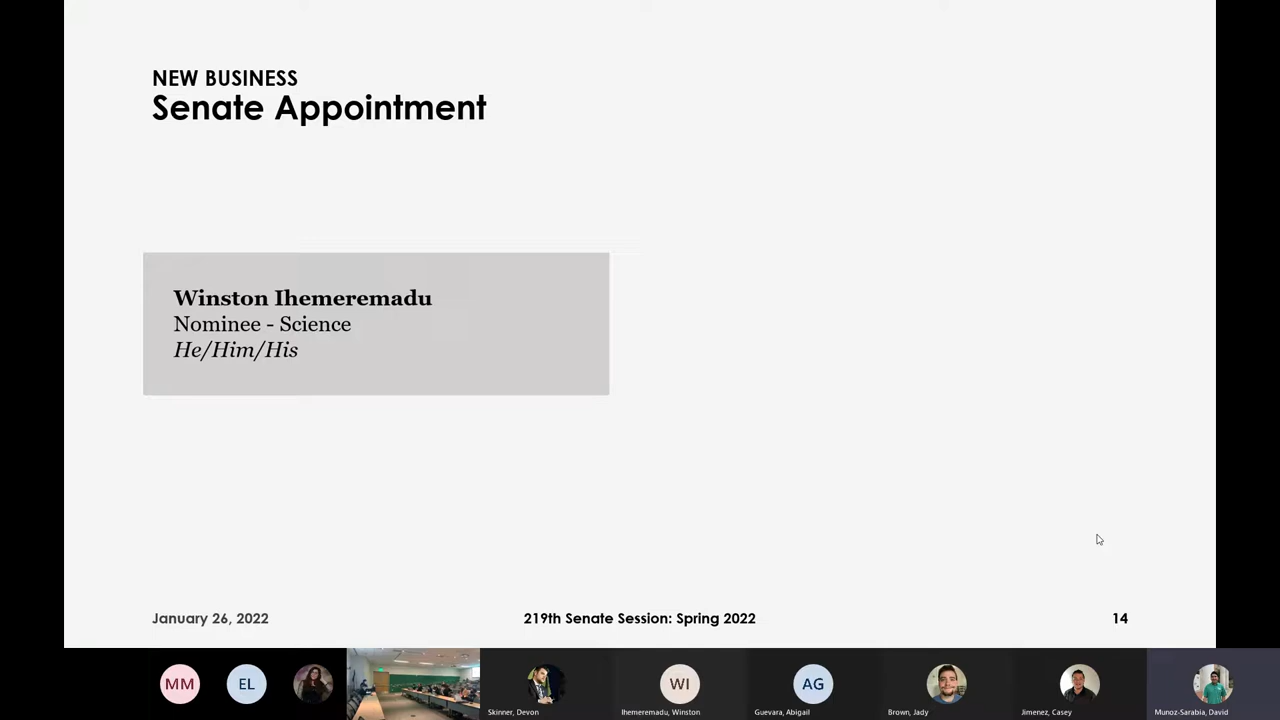 NEW BUSINESS
Senate Appointment
Winston Ihemeremadu
Nominee - Science
He/Him/His
January 26, 2022
219th Senate Session: Spring 2022
14
MM
EL
WI
AG
Skinner, Devon
Ihemeremadu, Winston
Guevara, Abigail
Brown, Jady
Jimenez, Casey
Munoz-Sarabia, David